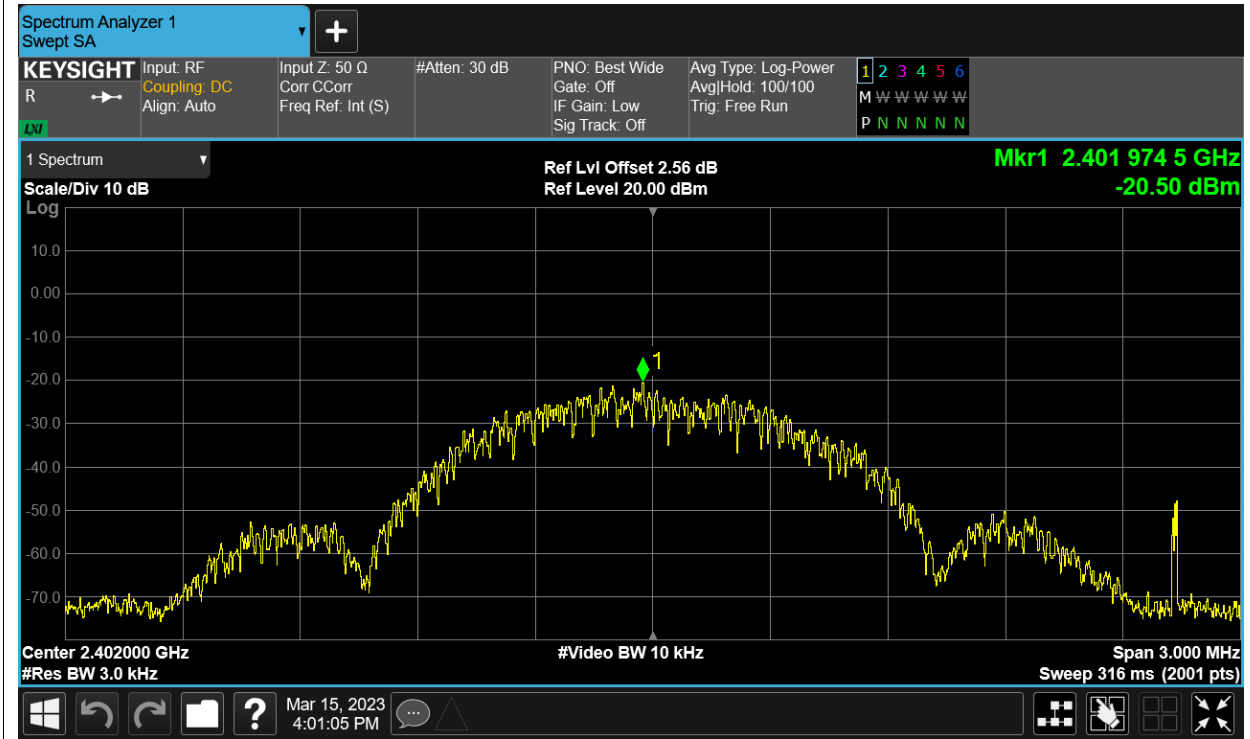 Spectrum Analyzer 1
Swept SA
+
KEYSIGHT
R
LXI
Input: RF
Coupling: DC
Align: Auto
Input Z: 50 Ω
Corr CCorr
Freq Ref: Int (S)
#Atten: 30 dB
PNO: Best Wide
Gate: Off
IF Gain: Low
Sig Track: Off
Avg Type: Log-Power
Avg|Hold: 100/100
Trig: Free Run
1 2 3 4 5 6
M W W W W W
P N N N N N
1 Spectrum
Scale/Div 10 dB
Log
Ref Lvl Offset 2.56 dB
Ref Level 20.00 dBm
Mkr1 2.401 974 5 GHz
-20.50 dBm
10.0
0.00
-10.0
1
-20.0
-30.0
-40.0
-50.0
-60.0
-70.0
Center 2.402000 GHz
#Video BW 10 kHz
Span 3.000 MHz
#Res BW 3.0 kHz
Sweep 316 ms (2001 pts)
?
Mar 15, 2023
4:01:05 PM